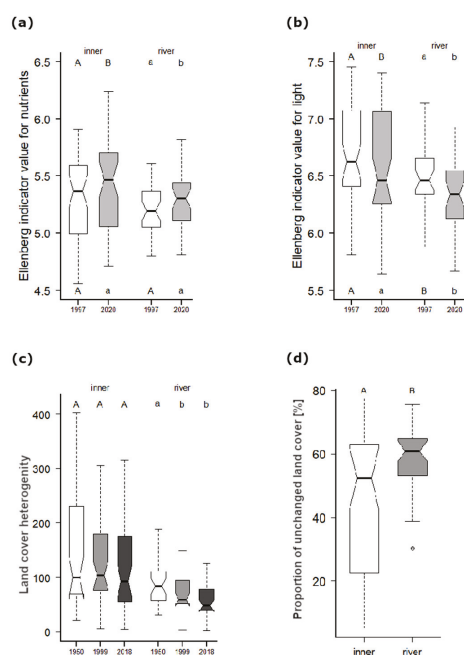 (a)
inner river
A B a b
6.5
6.0
5.5
5.0
4.5
Ellenberg indicator value for nutrients
A a A a
1957 2020 1997 2020
(b)
inner river
A B a b
7.5
7.0
6.5
6.0
5.5
Ellenberg indicator value for light
A a B b
1957 2020 1997 2020
(c)
inner river
A A A a b b
400
300
200
100
0
Land cover heterogenity
1950 1999 2018 1950 1999 2018
(d)
A B
80
60
40
20
Proportion of unchanged land cover [%]
inner river